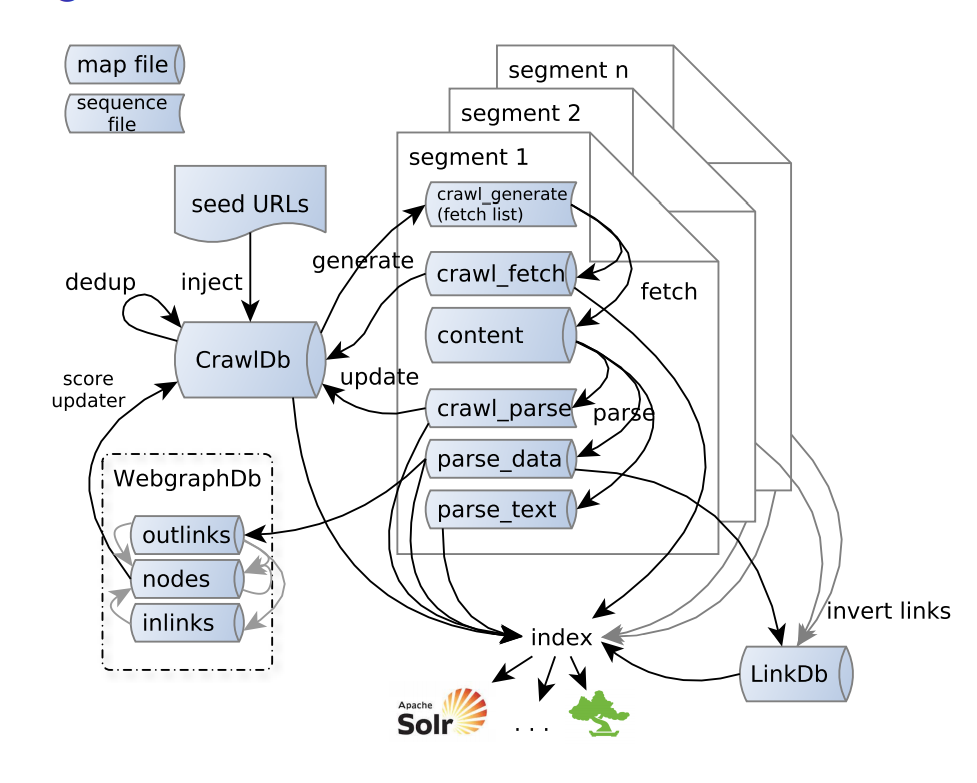 map file
sequence
file
segment n
segment 2
segment 1
seed URLs
crawl_generate
(fetch list)
generate
crawl_fetch
fetch
dedup
inject
content
CrawlDb
update
score
updater
crawl_parse
parse
parse_data
WebgraphDb
parse_text
outlinks
nodes
inlinks
index
invert links
LinkDb
Apache
Solr
. . .